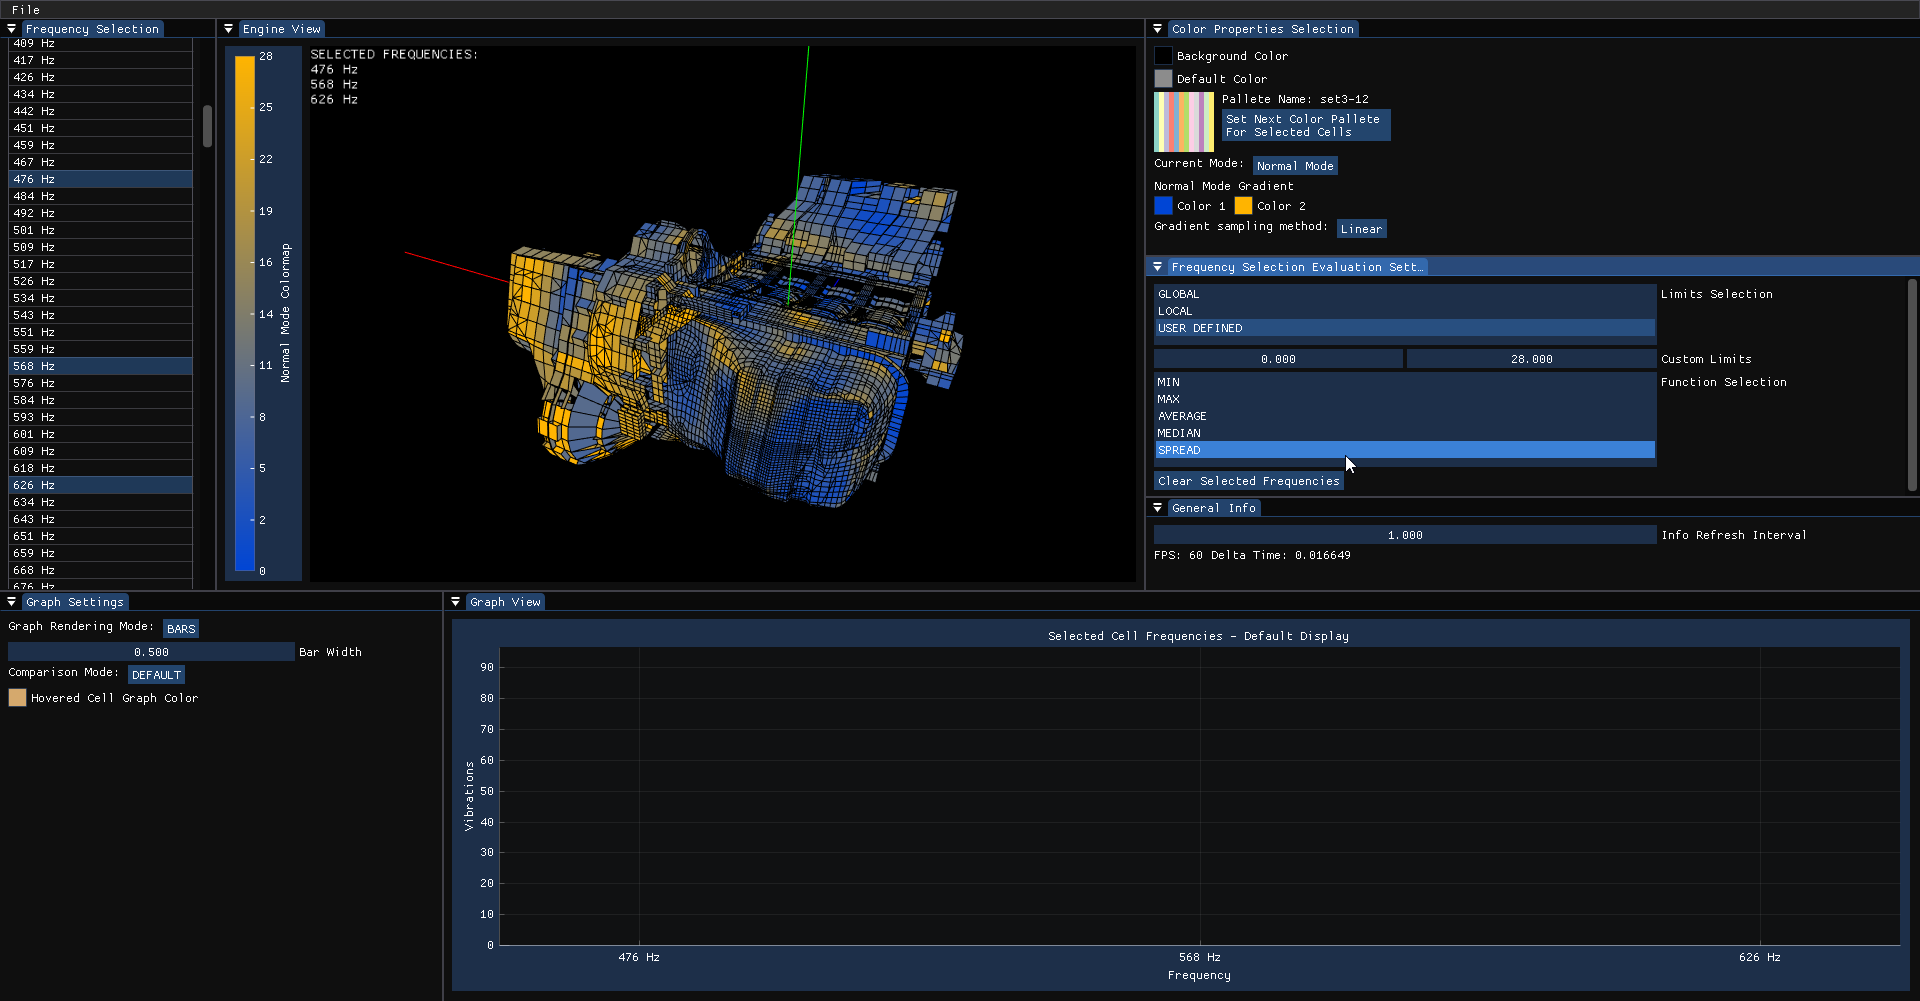 File
Frequency Selection
409 Hz
417 Hz
426 Hz
434 Hz
442 Hz
451 Hz
459 Hz
467 Hz
476 Hz
484 Hz
492 Hz
501 Hz
509 Hz
517 Hz
526 Hz
534 Hz
543 Hz
551 Hz
559 Hz
568 Hz
576 Hz
584 Hz
593 Hz
601 Hz
609 Hz
618 Hz
626 Hz
634 Hz
643 Hz
651 Hz
659 Hz
668 Hz
676 Hz
Engine View
28
25
22
19
16
14
11
8
5
2
0
Normal Mode Colormap
SELECTED FREQUENCIES:
476 Hz
568 Hz
626 Hz
Color Properties Selection
Background Color
Default Color
Pallete Name: set3-12
Set Next Color Pallete
For Selected Cells
Current Mode: Normal Mode
Normal Mode Gradient
Color 1 Color 2
Gradient sampling method: Linear
Frequency Selection Evaluation Sett…
GLOBAL
LOCAL
USER DEFINED
Limits Selection
0.000 28.000 Custom Limits
MIN
MAX
AVERAGE
MEDIAN
SPREAD
Function Selection
Clear Selected Frequencies
General Info
1.000 Info Refresh Interval
FPS: 60 Delta Time: 0.016649
Graph Settings
Graph Rendering Mode: BARS
0.500 Bar Width
Comparison Mode: DEFAULT
Hovered Cell Graph Color
Graph View
Selected Cell Frequencies - Default Display
90
80
70
60
50
40
30
20
10
0
Vibrations
476 Hz 568 Hz 626 Hz
Frequency